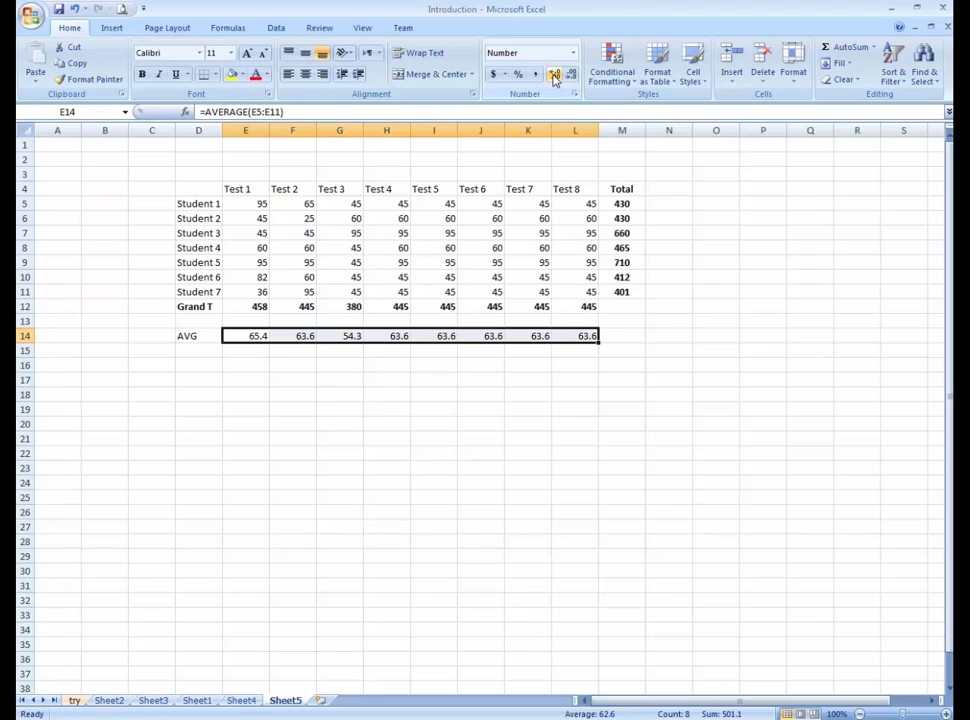 Introduction - Microsoft Excel
Home Insert Page Layout Formulas Data Review View Team
Cut
Copy
Format Painter
Paste
Clipboard
Calibri 11
B I U
Font
Wrap Text
Merge & Center
Alignment
Number
$ % ,
Number
Conditional Formatting
Format as Table
Cell Styles
Styles
Insert Delete Format
Cells
Σ AutoSum
Fill
Clear
Sort & Filter
Find & Select
Editing
E14 fx =AVERAGE(E5:E11)
A B C D E F G H I J K L M N O P Q R S
1
2
3
4 Test 1 Test 2 Test 3 Test 4 Test 5 Test 6 Test 7 Test 8 Total
5 Student 1 95 65 45 45 45 45 45 45 430
6 Student 2 45 25 60 60 60 60 60 60 430
7 Student 3 45 45 95 95 95 95 95 95 660
8 Student 4 60 60 45 60 60 60 60 60 465
9 Student 5 95 95 45 95 95 95 95 95 710
10 Student 6 82 60 45 45 45 45 45 45 412
11 Student 7 36 95 45 45 45 45 45 45 401
12 Grand T 458 445 380 445 445 445 445 445
13
14 AVG 65.4 63.6 54.3 63.6 63.6 63.6 63.6 63.6
15
16
17
18
19
20
21
22
23
24
25
26
27
28
29
30
31
32
33
34
35
36
37
38
try Sheet2 Sheet3 Sheet1 Sheet4 Sheet5
Ready Average: 62.6 Count: 8 Sum: 501.1 100%